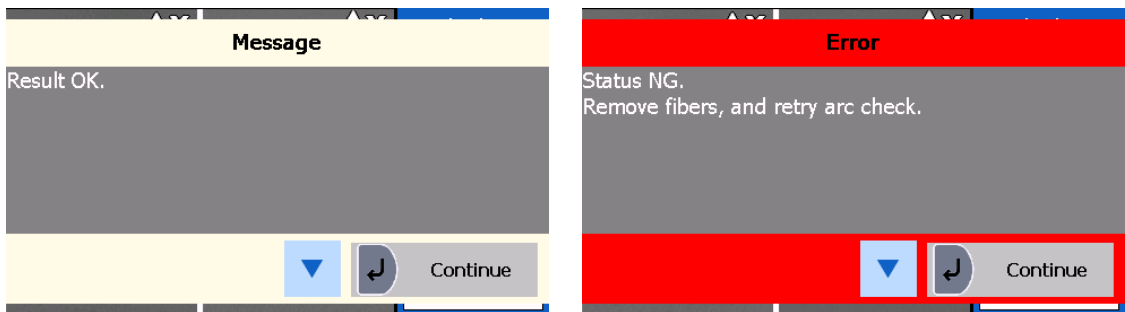 Message
Result OK.
Continue
Error
Status NG.
Remove fibers, and retry arc check.
Continue